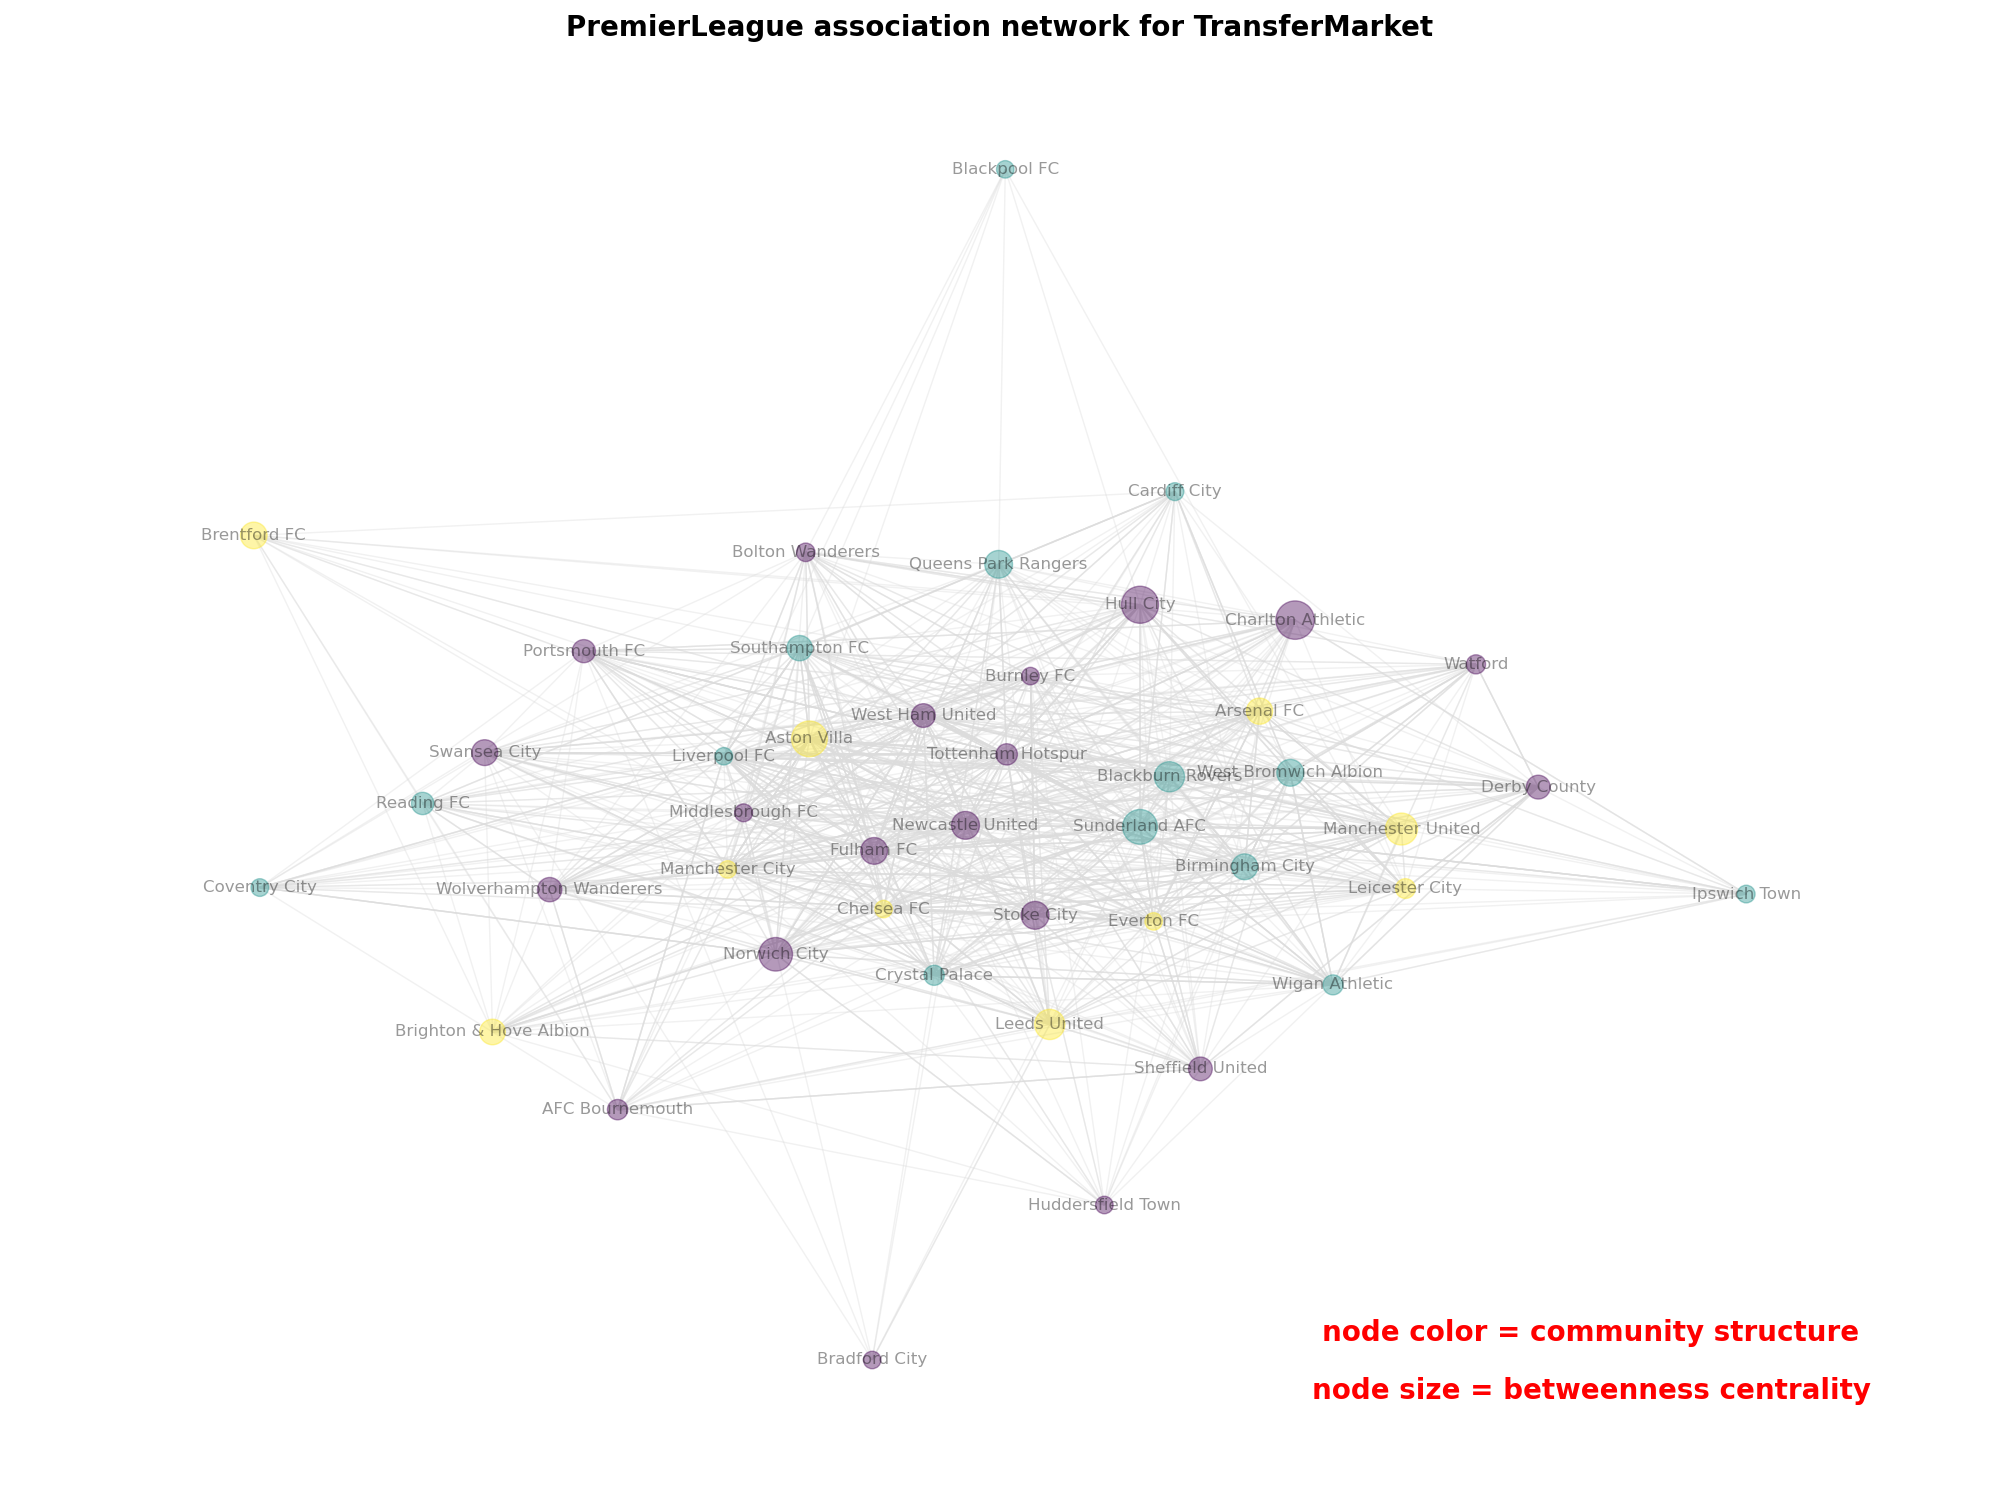 PremierLeague association network for TransferMarket
Blackpool FC
Cardiff City
Brentford FC
Bolton Wanderers
Queens Park Rangers
Hull City
Charlton Athletic
Portsmouth FC
Southampton FC
Watford
Burnley FC
West Ham United
Arsenal FC
Aston Villa
Swansea City
Liverpool FC
Tottenham Hotspur
Blackburn Rovers
West Bromwich Albion
Derby County
Reading FC
Middlesbrough FC
Newcastle United
Sunderland AFC
Manchester United
Fulham FC
Manchester City
Birmingham City
Coventry City
Wolverhampton Wanderers
Leicester City
Ipswich Town
Chelsea FC
Stoke City
Everton FC
Norwich City
Crystal Palace
Wigan Athletic
Brighton & Hove Albion
Leeds United
Sheffield United
AFC Bournemouth
Huddersfield Town
Bradford City
node color = community structure
node size = betweenness centrality